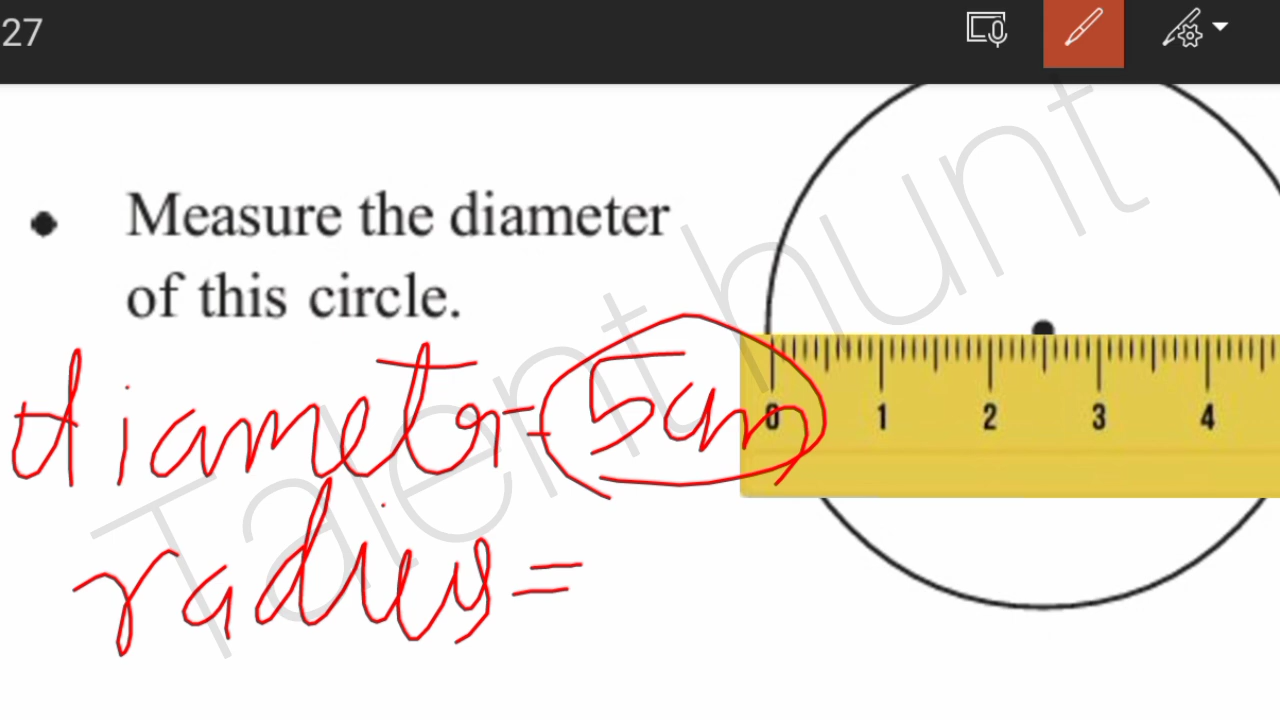 27
Measure the diameter
of this circle.
diameter = 5cm
radius =
0 1 2 3 4
Talent hunt